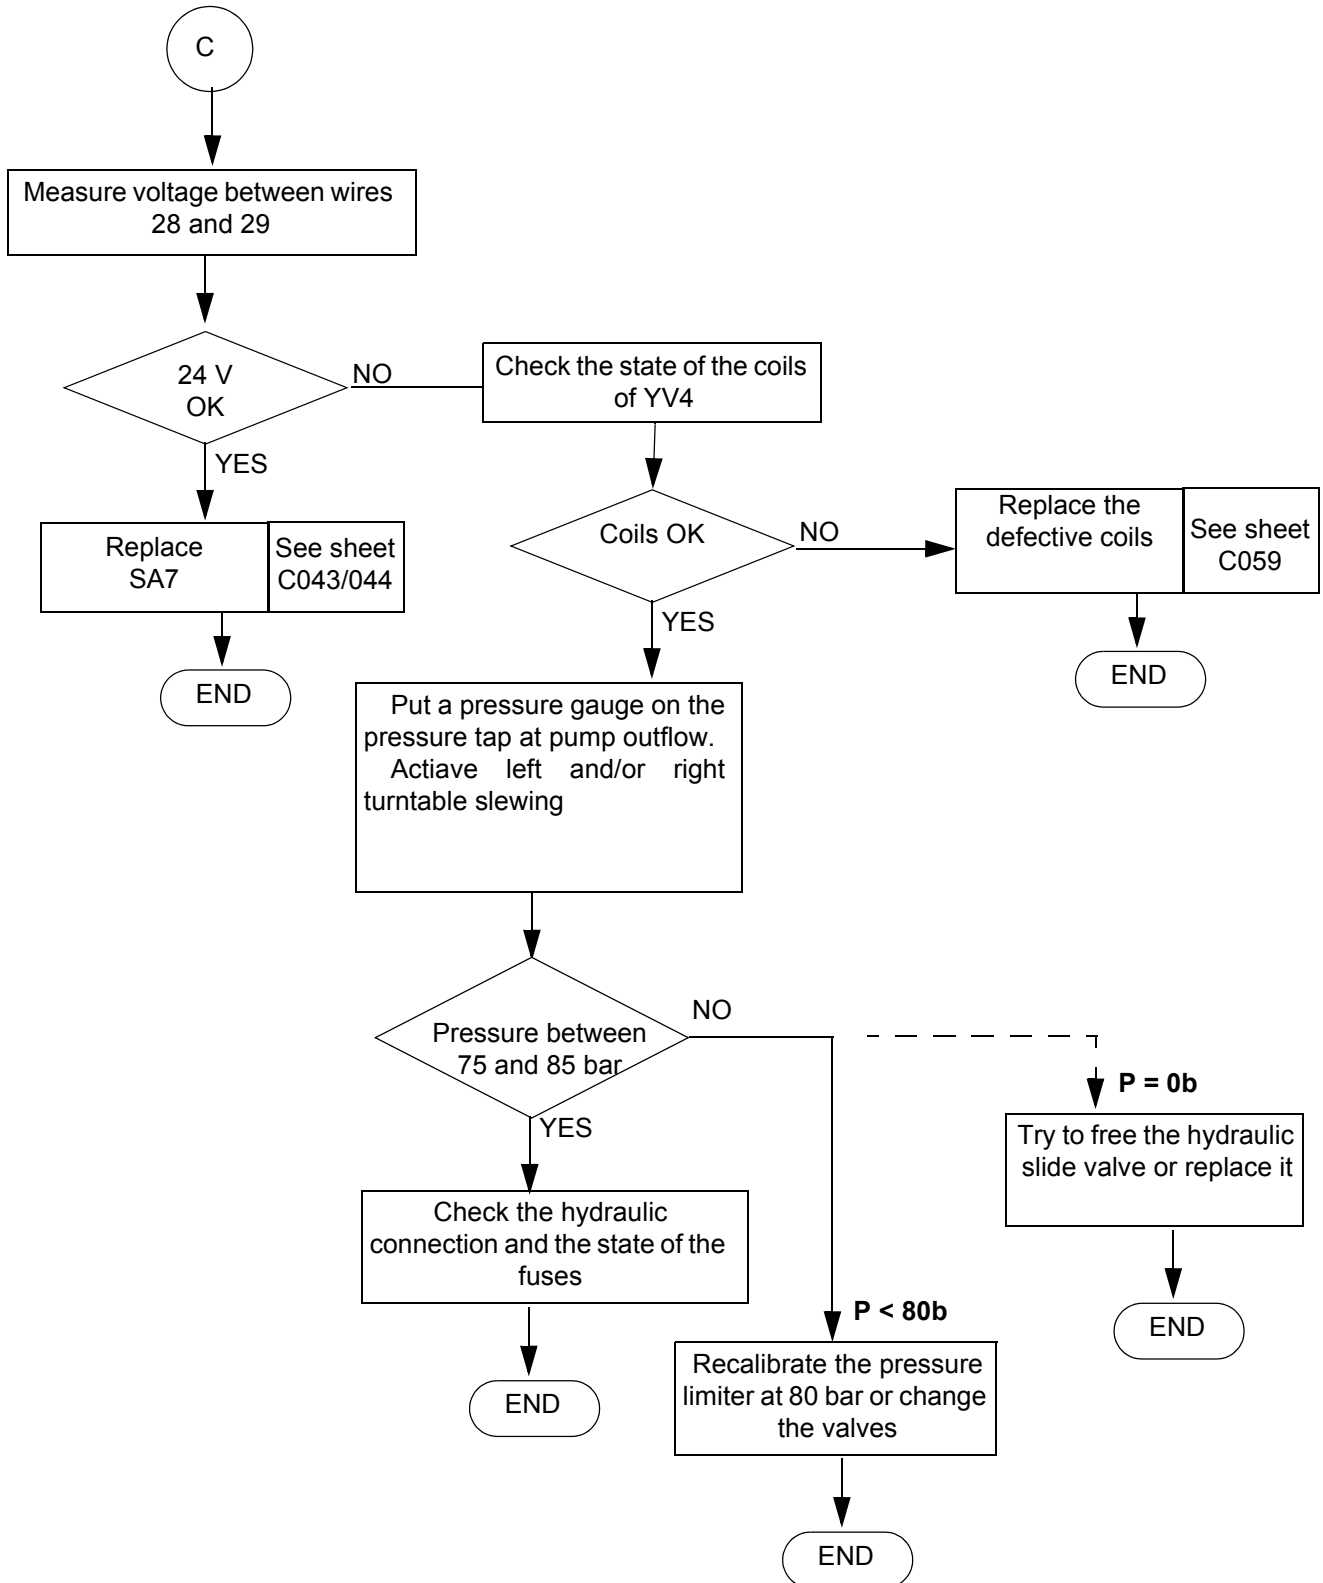 C
Measure voltage between wires
28 and 29
24 V
OK
NO
Check the state of the coils
of YV4
YES
Replace
SA7
See sheet
C043/044
END
Coils OK
NO
Replace the
defective coils
See sheet
C059
END
YES
Put a pressure gauge on the
pressure tap at pump outflow.
Actiave left and/or right
turntable slewing
Pressure between
75 and 85 bar
NO
P = 0b
Try to free the hydraulic
slide valve or replace it
END
YES
Check the hydraulic
connection and the state of the
fuses
END
P < 80b
Recalibrate the pressure
limiter at 80 bar or change
the valves
END